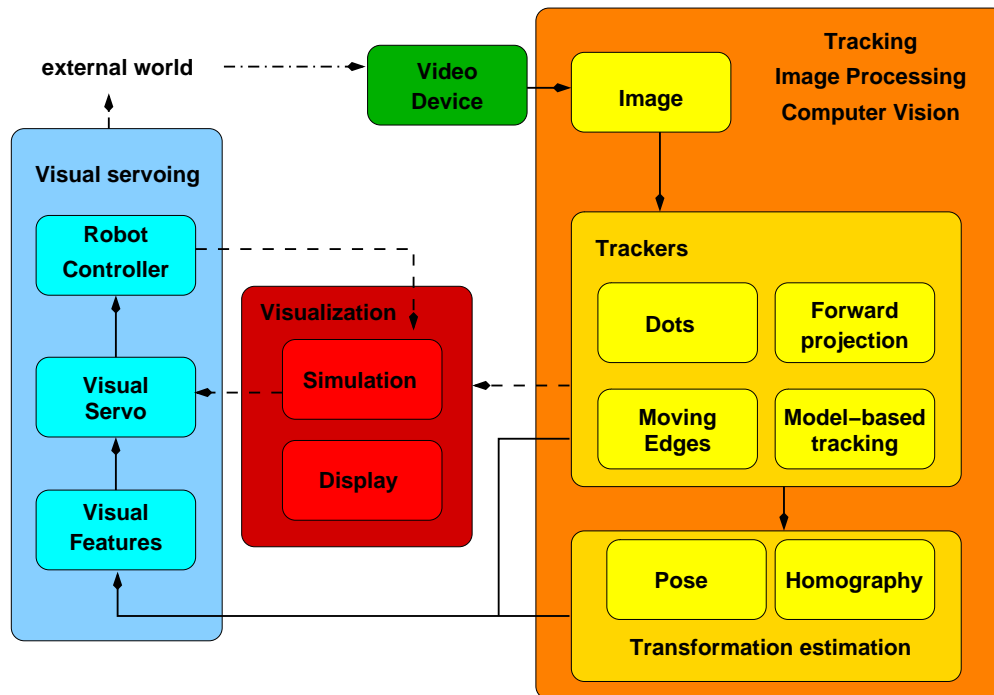 external world
Video
Device
Image
Tracking
Image Processing
Computer Vision
Visual servoing
Robot
Controller
Visual
Servo
Visual
Features
Visualization
Simulation
Display
Trackers
Dots
Forward
projection
Moving
Edges
Model−based
tracking
Pose
Homography
Transformation estimation